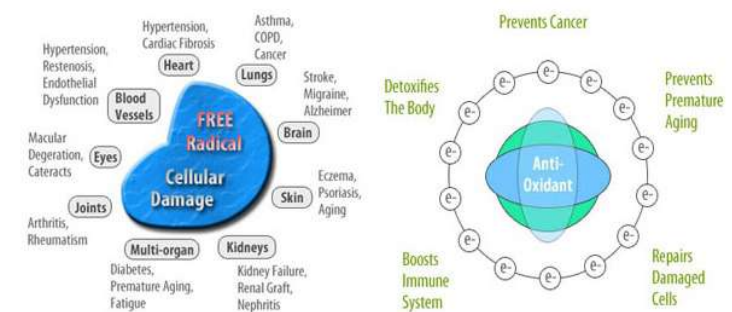 Hypertension,
Cardiac Fibrosis
Heart
Asthma,
COPD,
Cancer
Lungs
Hypertension,
Restenosis,
Endothelial
Dysfunction
Blood
Vessels
Stroke,
Migraine,
Alzheimer
Brain
FREE
Radical
Cellular
Damage
Macular
Degeration,
Cateracts
Eyes
Skin
Eczema,
Psoriasis,
Aging
Joints
Arthritis,
Rheumatism
Multi-organ
Diabetes,
Premature Aging,
Fatigue
Kidneys
Kidney Failure,
Renal Graft,
Nephritis
Prevents Cancer
Detoxifies
The Body
Prevents
Premature
Aging
e-
e-
e-
e-
e-
e-
e-
e-
e-
e-
e-
e-
e-
e-
Anti-
Oxidant
Boosts
Immune
System
Repairs
Damaged
Cells